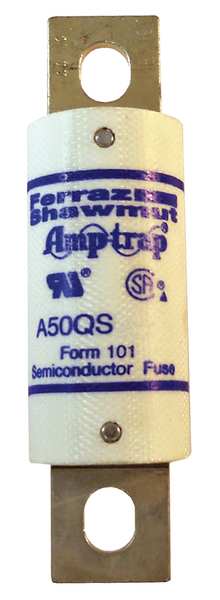 Ferraz
Shawmut
Amp-trap®
A50QS
Form 101
Semiconductor Fuse